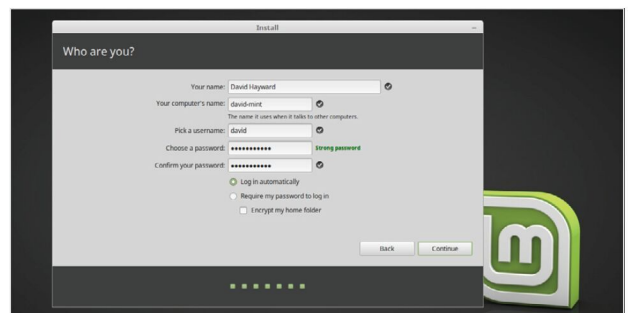 Install
Who are you?
Your name: David Hayward
Your computer's name: david-mint
The name it uses when it talks to other computers.
Pick a username: david
Choose a password: ●●●●●●●●●●● Strong password
Confirm your password: ●●●●●●●●●●●
Log in automatically
Require my password to log in
Encrypt my home folder
Back Continue